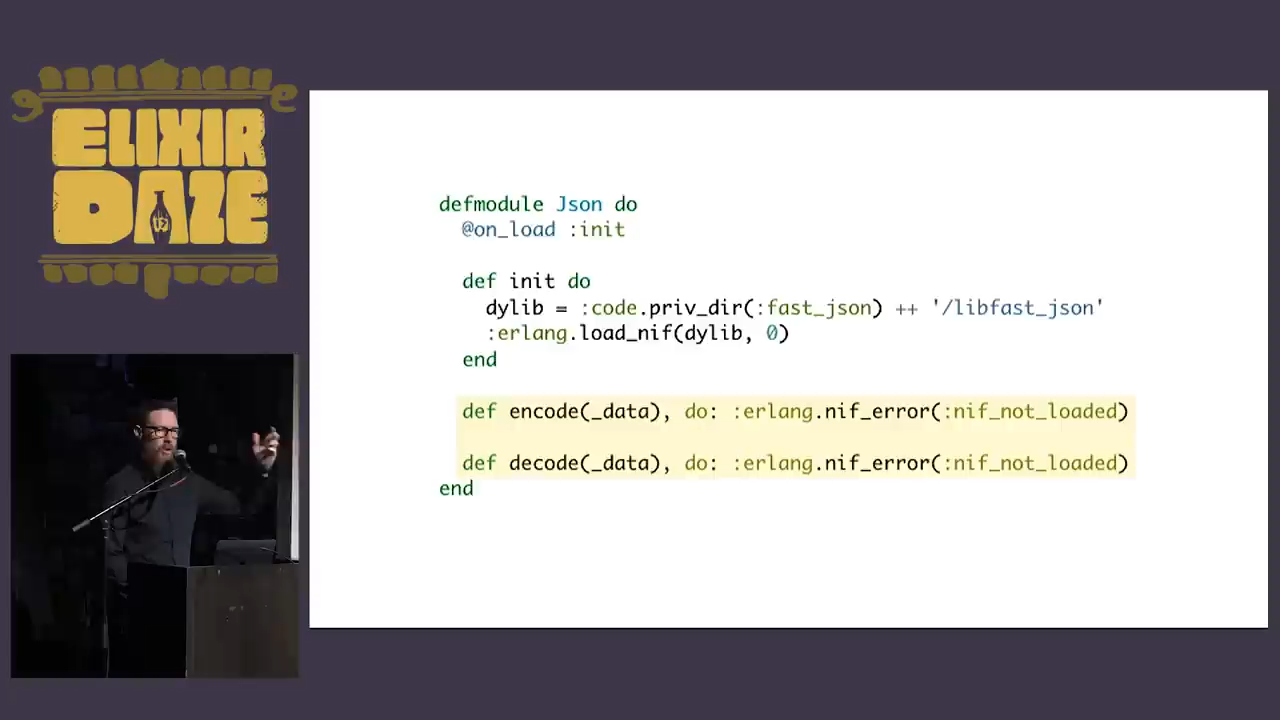 ELIXIR
DAZE
defmodule Json do
@on_load :init
def init do
dylib = :code.priv_dir(:fast_json) ++ '/libfast_json'
:erlang.load_nif(dylib, 0)
end
def encode(_data), do: :erlang.nif_error(:nif_not_loaded)
def decode(_data), do: :erlang.nif_error(:nif_not_loaded)
end